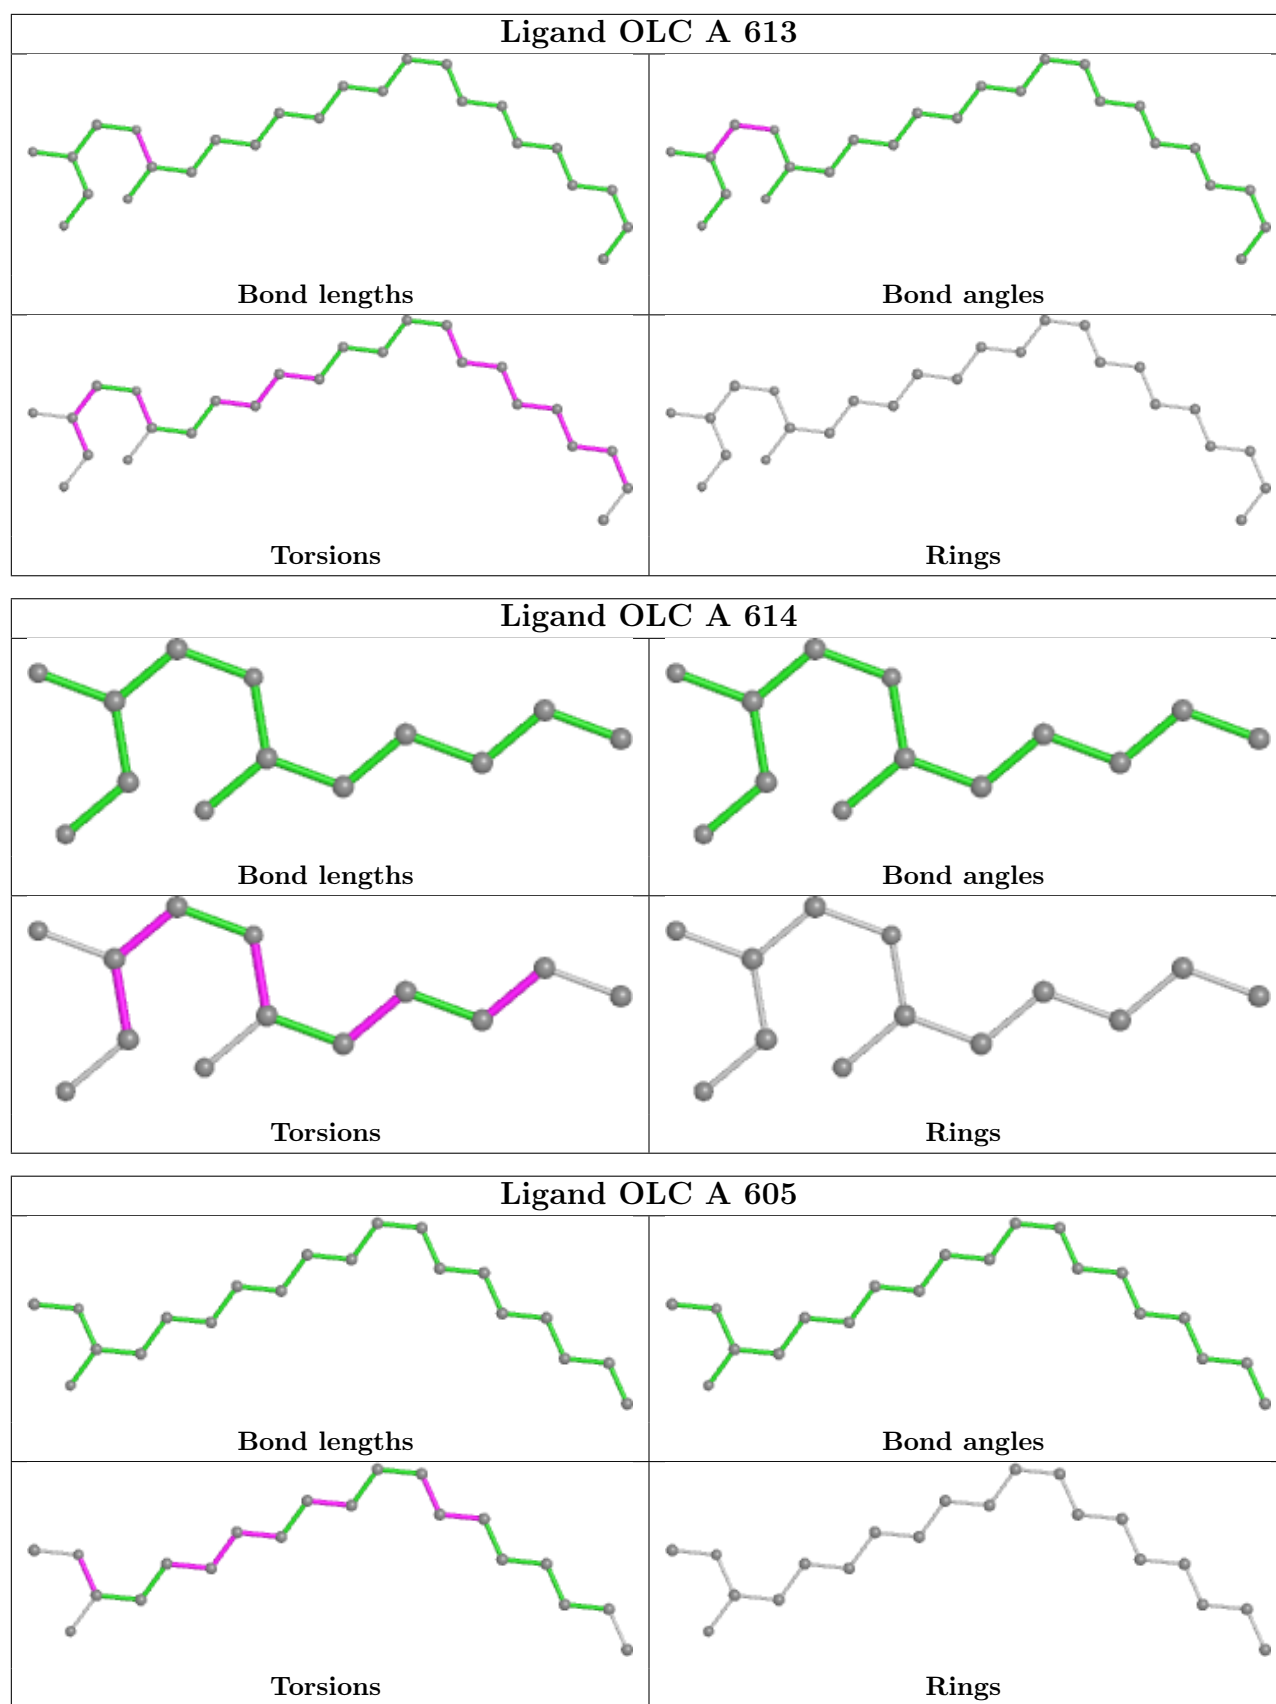 Ligand OLC A 613
Bond lengths
Bond angles
Torsions
Rings
Ligand OLC A 614
Bond lengths
Bond angles
Torsions
Rings
Ligand OLC A 605
Bond lengths
Bond angles
Torsions
Rings